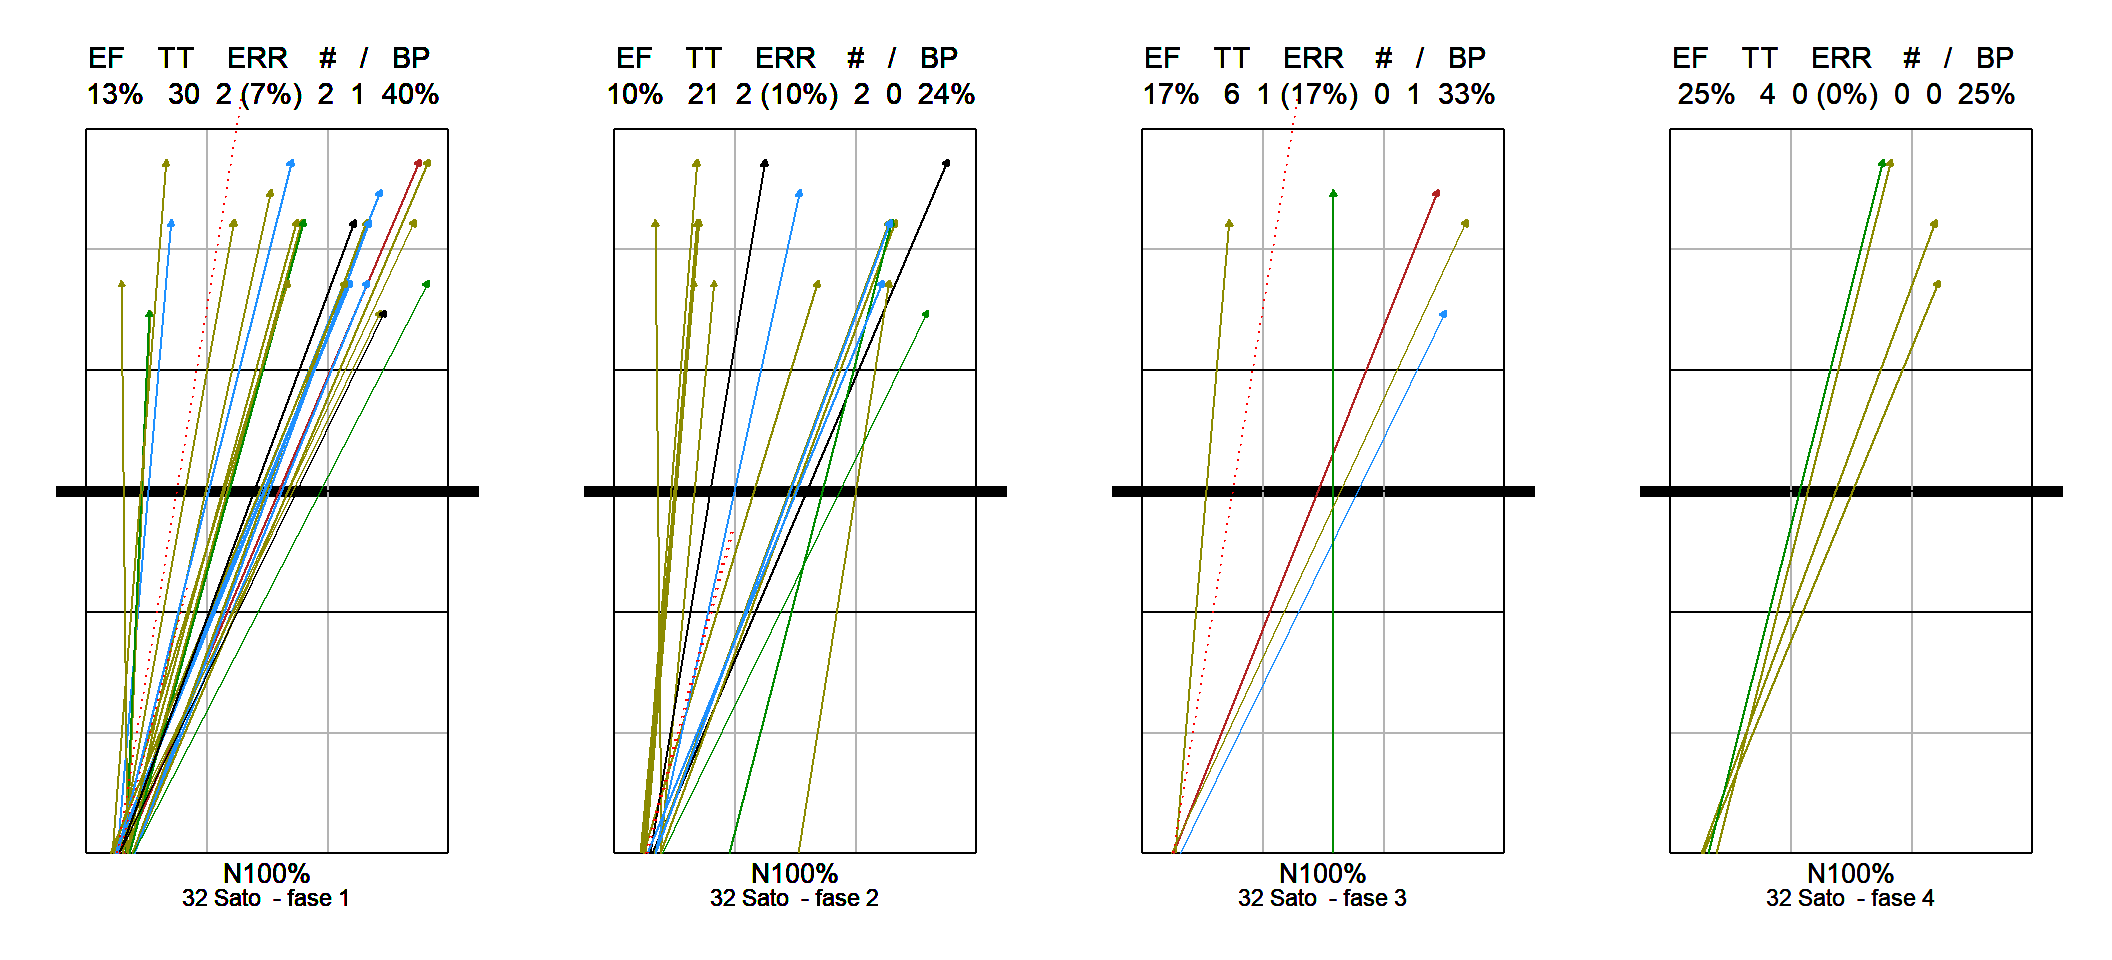 EF TT ERR # / BP
13% 30 2 (7%) 2 1 40%
N100%
32 Sato - fase 1
EF TT ERR # / BP
10% 21 2 (10%) 2 0 24%
N100%
32 Sato - fase 2
EF TT ERR # / BP
17% 6 1 (17%) 0 1 33%
N100%
32 Sato - fase 3
EF TT ERR # / BP
25% 4 0 (0%) 0 0 25%
N100%
32 Sato - fase 4